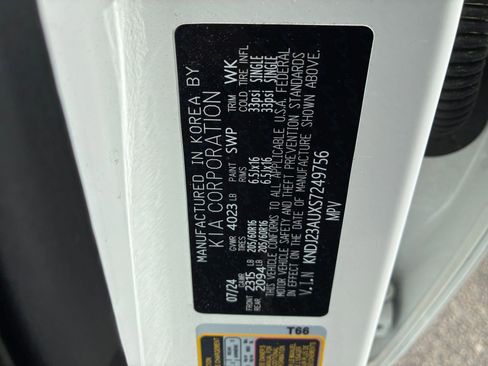 MANUFACTURED IN KOREA BY
KIA CORPORATION
07/24 GVWR 4023 LB PAINT SWP TRIM WK
GAWR TIRES RIMS COLD TIRE INFL
FRONT 2315 LB 205/60R16 6.5Jx16 33psi SINGLE
REAR 2094 LB 205/60R16 6.5Jx16 33psi SINGLE
THIS VEHICLE CONFORMS TO ALL APPLICABLE U.S.A. FEDERAL
MOTOR VEHICLE SAFETY AND THEFT PREVENTION STANDARDS
IN EFFECT ON THE DATE OF MANUFACTURE SHOWN ABOVE.
V.I.N KNDJ23AUXS7249756
MPV
T66